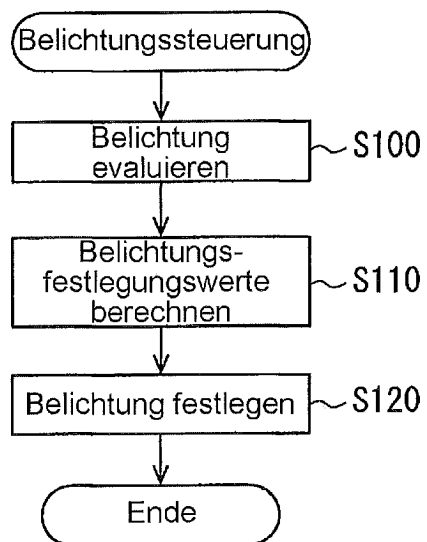 Belichtungssteuerung
Belichtung
evaluieren
S100
Belichtungs-
festlegungswerte
berechnen
S110
Belichtung festlegen
S120
Ende